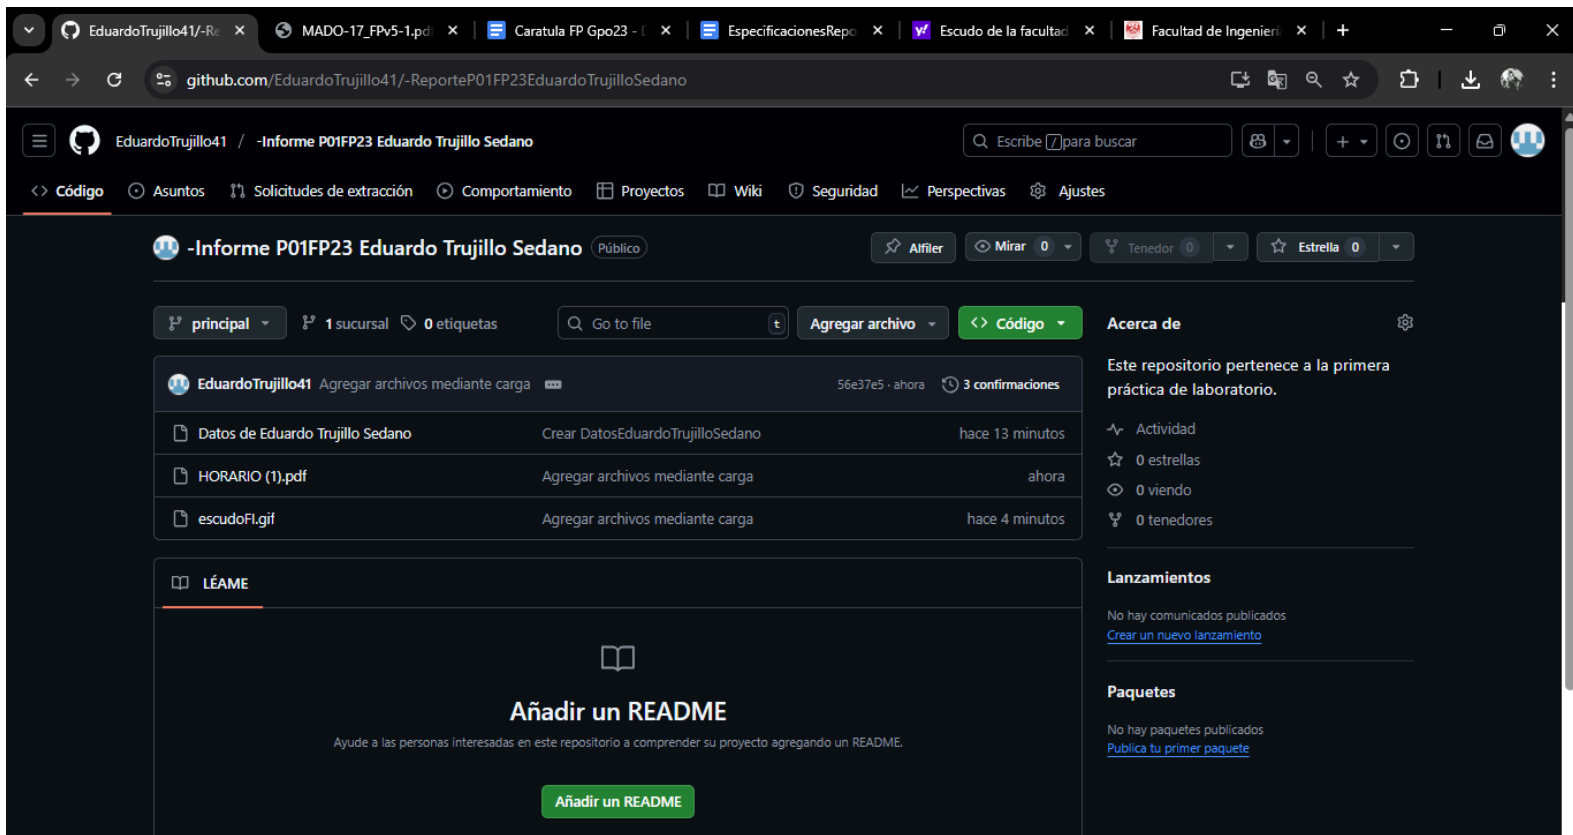 EduardoTrujillo41/-Re
MADO-17_FPv5-1.pdf
Caratula FP Gpo23 - D
EspecificacionesRepo
Escudo de la facultad
Facultad de Ingenierí
github.com/EduardoTrujillo41/-ReporteP01FP23EduardoTrujilloSedano
EduardoTrujillo41 / -Informe P01FP23 Eduardo Trujillo Sedano
Escribe / para buscar
Código Asuntos Solicitudes de extracción Comportamiento Proyectos Wiki Seguridad Perspectivas Ajustes
-Informe P01FP23 Eduardo Trujillo Sedano Público
Alfiler Mirar 0 Tenedor 0 Estrella 0
principal 1 sucursal 0 etiquetas Go to file t Agregar archivo Código
EduardoTrujillo41 Agregar archivos mediante carga 56e37e5 · ahora 3 confirmaciones
Datos de Eduardo Trujillo Sedano Crear DatosEduardoTrujilloSedano hace 13 minutos
HORARIO (1).pdf Agregar archivos mediante carga ahora
escudoFI.gif Agregar archivos mediante carga hace 4 minutos
LÉAME
Añadir un README
Ayude a las personas interesadas en este repositorio a comprender su proyecto agregando un README.
Añadir un README
Acerca de
Este repositorio pertenece a la primera
práctica de laboratorio.
Actividad
0 estrellas
0 viendo
0 tenedores
Lanzamientos
No hay comunicados publicados
Crear un nuevo lanzamiento
Paquetes
No hay paquetes publicados
Publica tu primer paquete